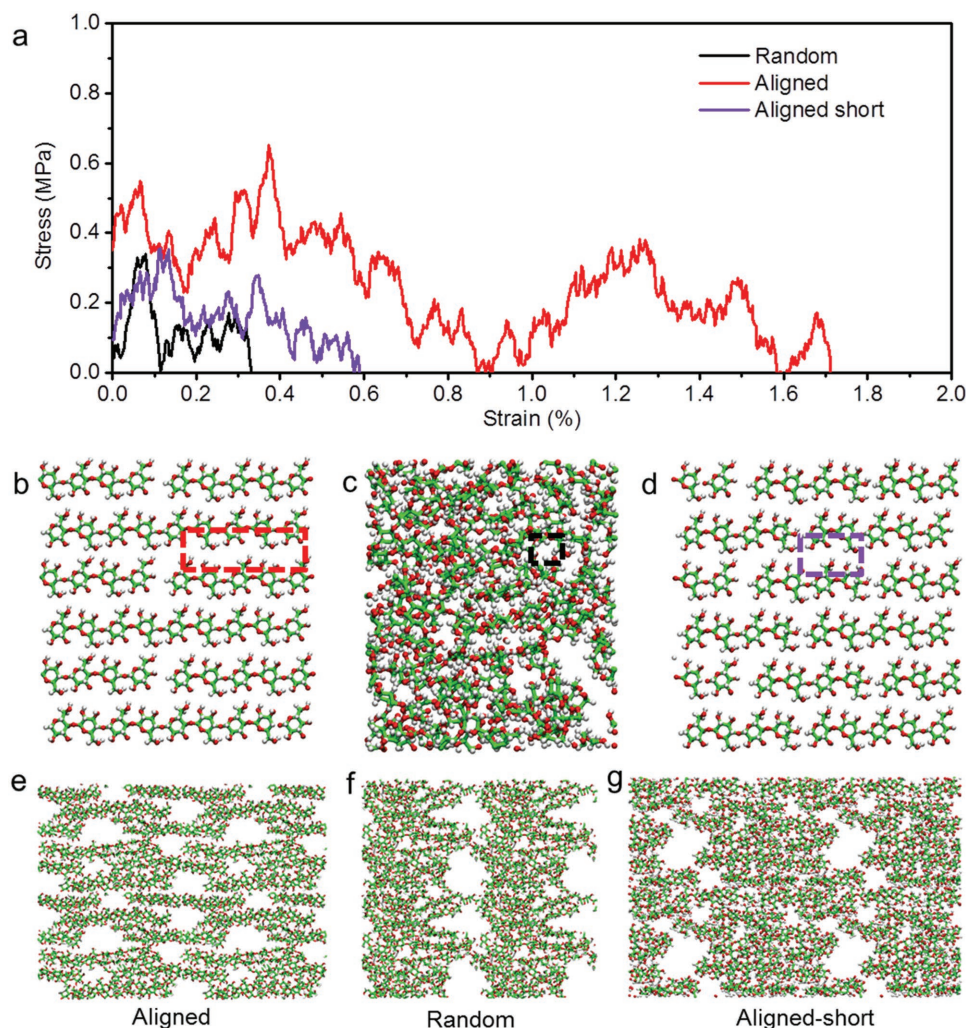 a
Random
Aligned
Aligned short
Stress (MPa)
1.0
0.8
0.6
0.4
0.2
0.0
0.0 0.2 0.4 0.6 0.8 1.0 1.2 1.4 1.6 1.8 2.0
Strain (%)
b c d
e f g
Aligned Random Aligned-short